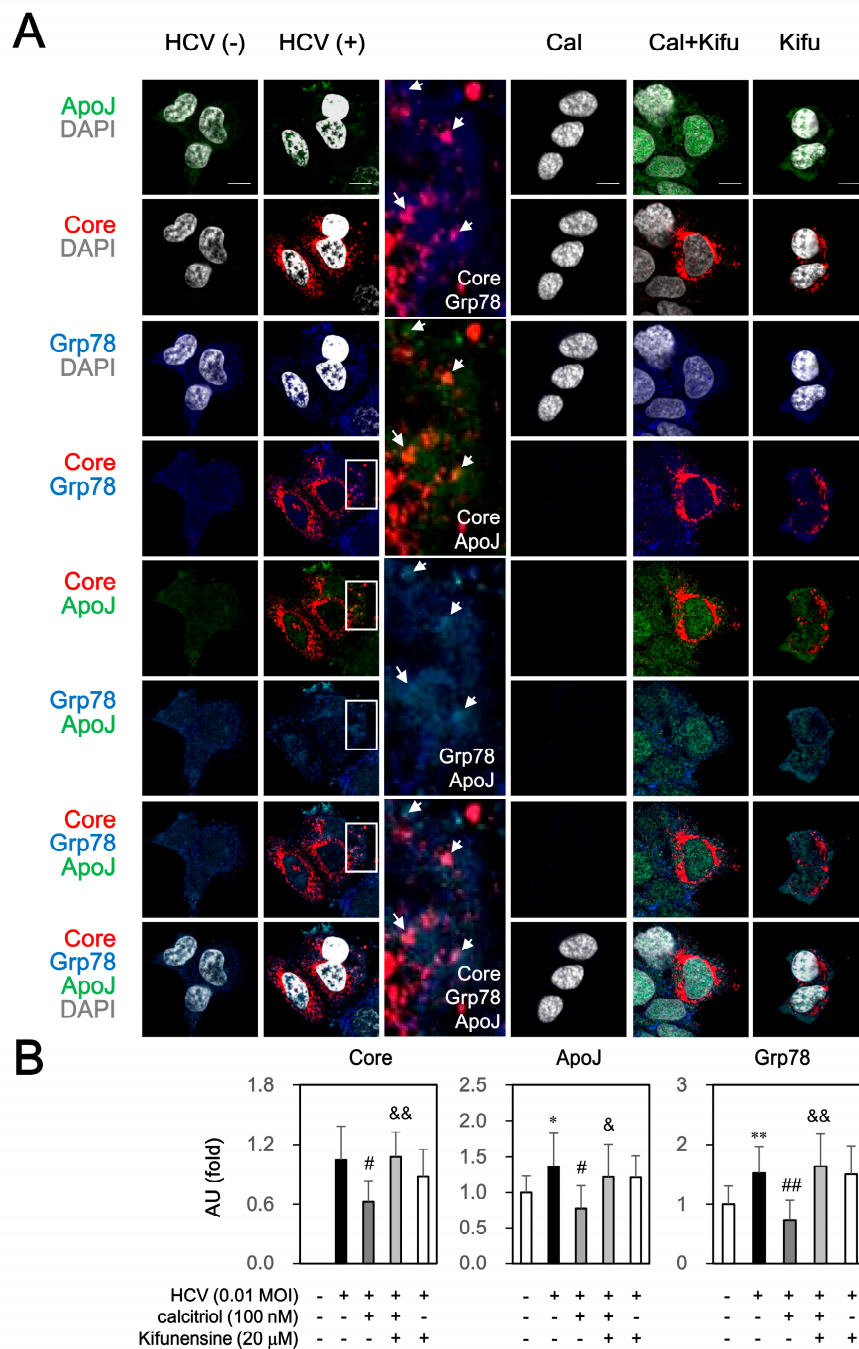 A
HCV (-)
HCV (+)
Cal
Cal+Kifu
Kifu
ApoJ
DAPI
Core
DAPI
Core
Grp78
Grp78
DAPI
Core
Grp78
Core
ApoJ
Core
ApoJ
Grp78
ApoJ
Grp78
ApoJ
Core
Grp78
ApoJ
Core
Grp78
ApoJ
DAPI
Core
Grp78
ApoJ
B
Core
ApoJ
Grp78
AU (fold)
1.8
1.2
0.6
0.0
#
&&
2.5
2.0
1.5
1.0
0.5
0.0
*
#
&
3
2
1
0
**
##
&&
HCV (0.01 MOI) - + + + + - + + + + - + + + +
calcitriol (100 nM) - - + + - - - + + - - - + + -
Kifunensine (20 µM) - - - + + - - - + + - - - + +